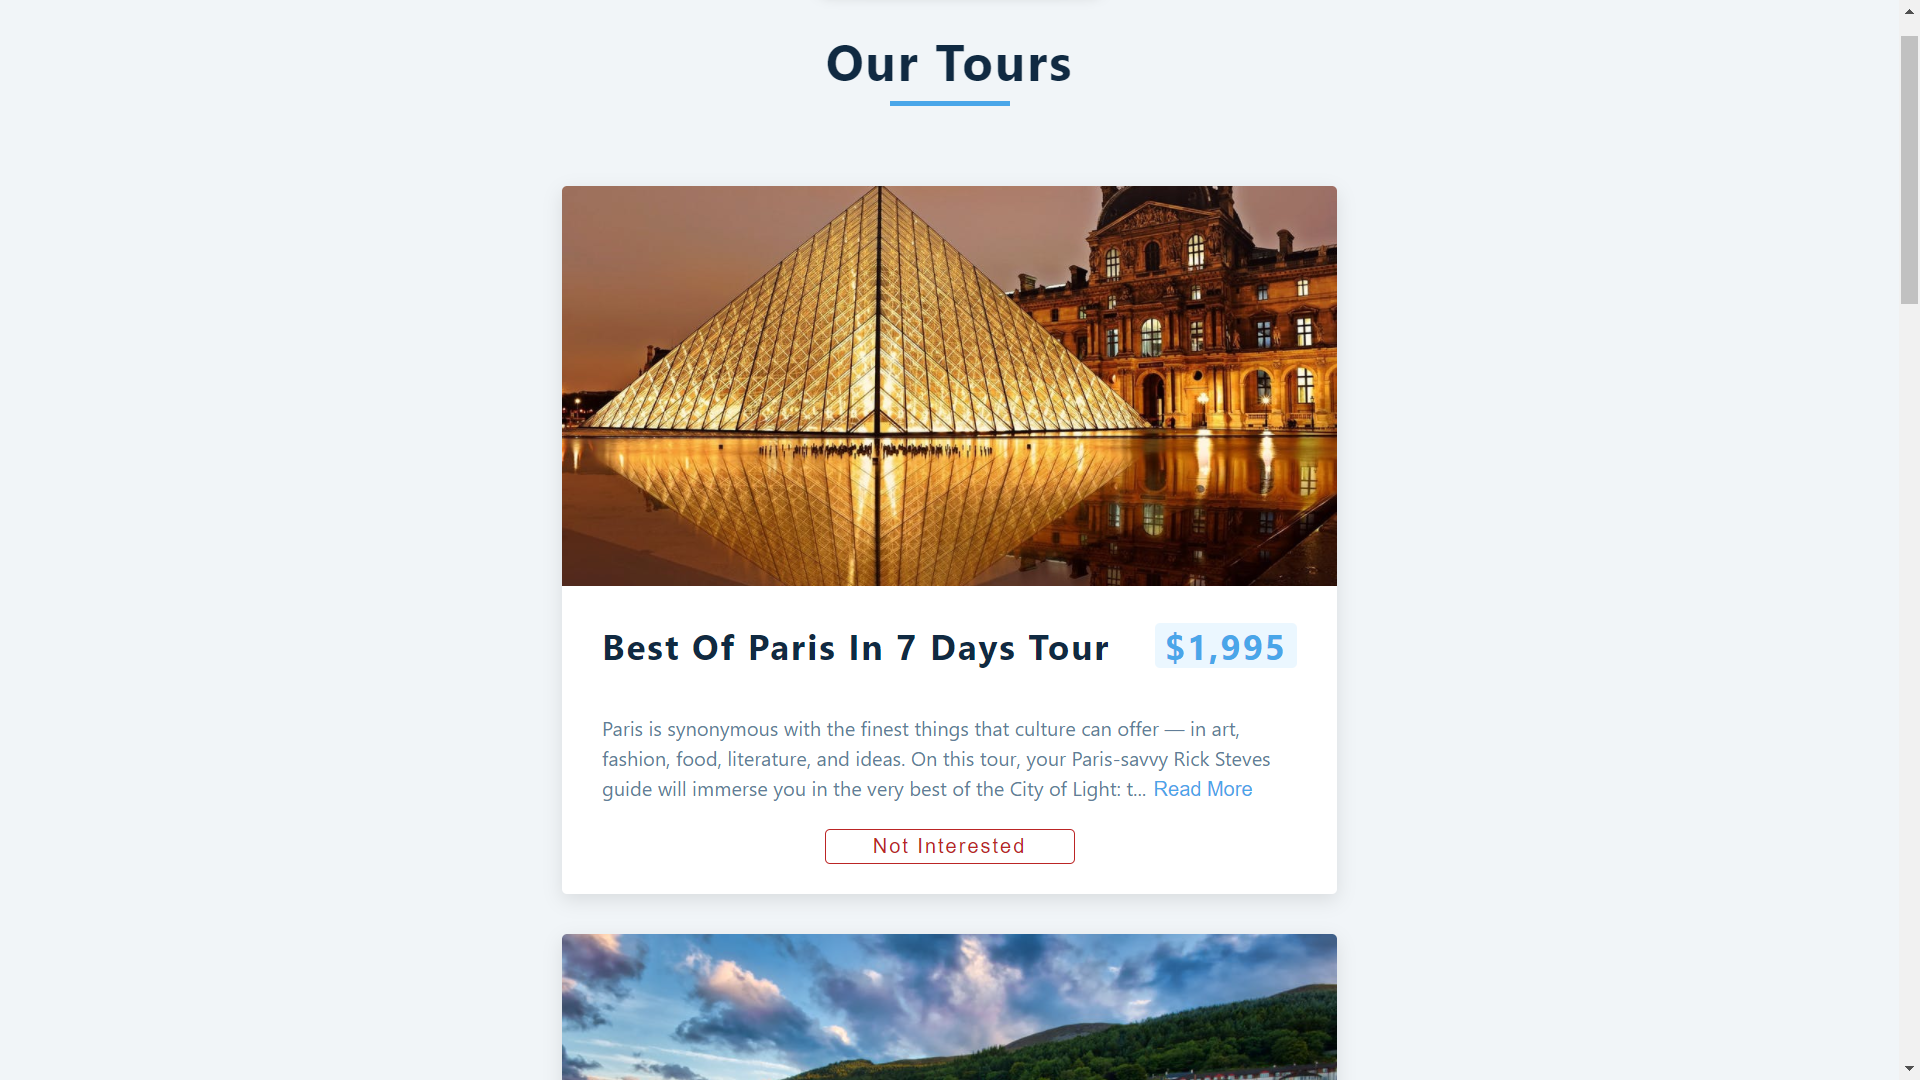 Our Tours
Best Of Paris In 7 Days Tour
$1,995
Paris is synonymous with the finest things that culture can offer — in art,
fashion, food, literature, and ideas. On this tour, your Paris-savvy Rick Steves
guide will immerse you in the very best of the City of Light: t... Read More
Not Interested